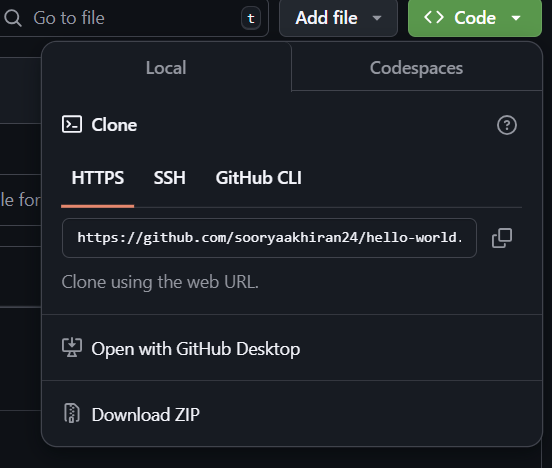 Go to file t Add file Code
Local Codespaces
Clone
le for
HTTPS SSH GitHub CLI
https://github.com/sooryaakhiran24/hello-world.
Clone using the web URL.
Open with GitHub Desktop
Download ZIP